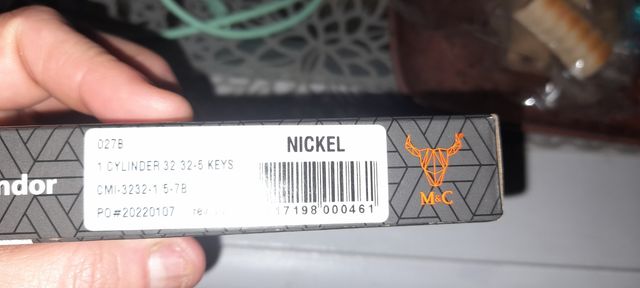 ndor
027B
NICKEL
1 CYLINDER 32 32-5 KEYS
CMI-3232-1 5-7B
PO#20220107
17198 000461
M&C